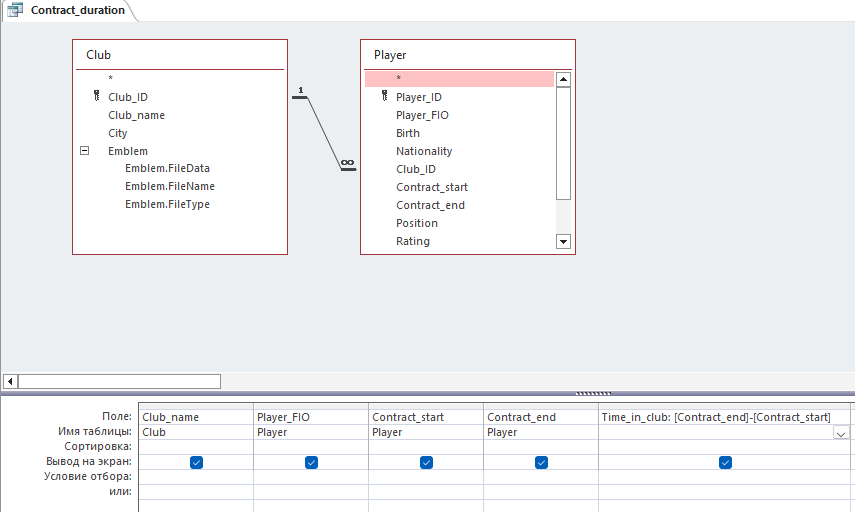 Contract_duration
Club
*
Club_ID
Club_name
City
Emblem
Emblem.FileData
Emblem.FileName
Emblem.FileType
1
∞
Player
*
Player_ID
Player_FIO
Birth
Nationality
Club_ID
Contract_start
Contract_end
Position
Rating
Поле: Club_name Player_FIO Contract_start Contract_end Time_in_club: [Contract_end]-[Contract_start]
Имя таблицы: Club Player Player Player
Сортировка:
Вывод на экран:
Условие отбора:
или: